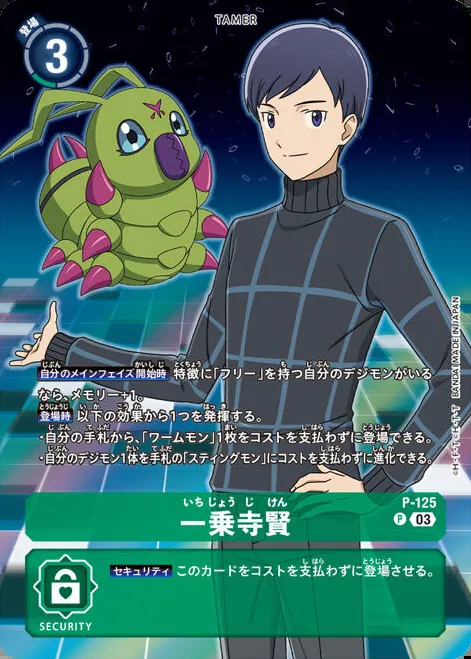 TAMER
登場
3
自分のメインフェイズ開始時 特徴に「フリー」を持つ自分のデジモンがいる
なら、メモリー+1。
登場時 以下の効果から1つを発揮する。
・自分の手札から、「ワームモン」1枚をコストを支払わずに登場できる。
・自分のデジモン1体を手札の「スティングモン」にコストを支払わずに進化できる。
いちじょうじ けん
一乗寺賢
P-125
P 03
セキュリティ このカードをコストを支払わずに登場させる。
SECURITY
©H・F・T ©H・T・T BANDAI MADE IN JAPAN